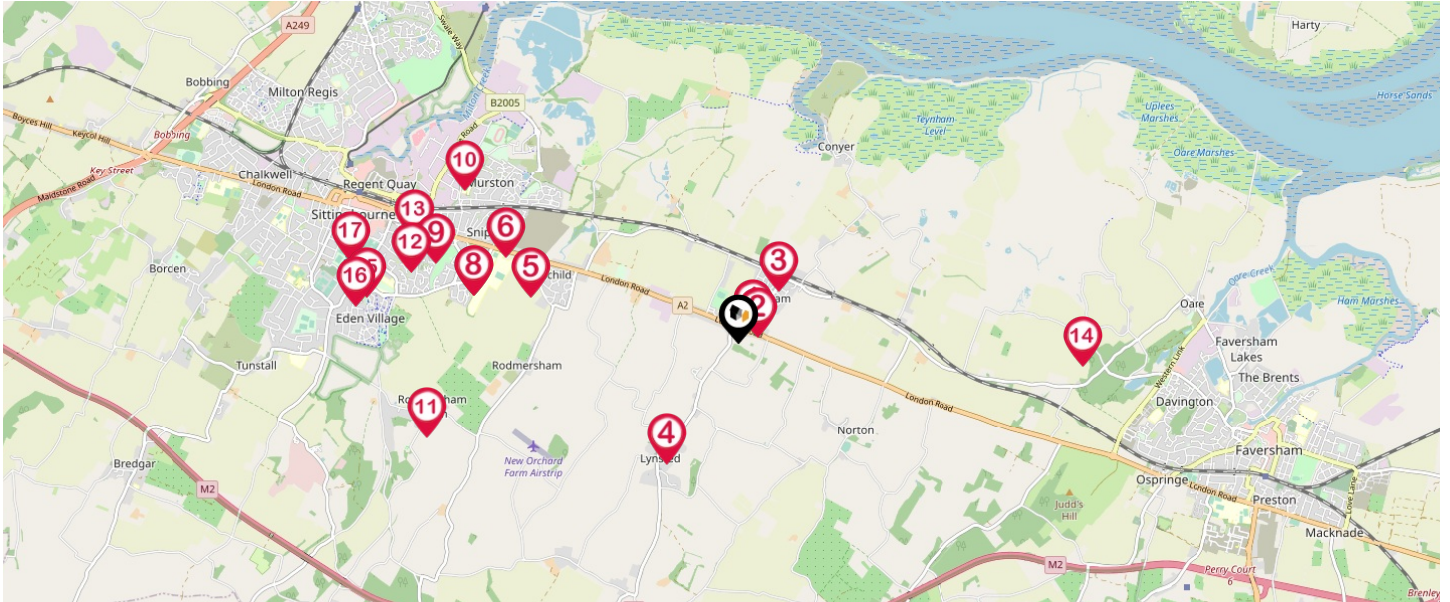 Harty
A249
Swale Way
Bobbing
Milton Regis
B2005
Horse Sands
Uplees
Marshes
Boyces Hill
Keycol Hill
Bobbing
Road
Teynham
Level
Conyer
Oare Marshes
10
Key Street
Chalkwell
Regent Quay
Murston
Maidstone Road
London Road
13
Sittingbourne
17
6
9
12
3
Borcen
8
5
London Road
16
A2
2
Oare Creek
Ham Marshes
Oare
Eden Village
14
Faversham
Lakes
Tunstall
Rodmersham
Western Link
The Brents
11
London Road
Davington
4
Norton
Lynsted
New Orchard
Farm Airstrip
Bredgar
Faversham
M2
Ospringe
London Road
Love Lane
Preston
Judd's
Hill
Macknade
M2
Perry Court
6
Brenley